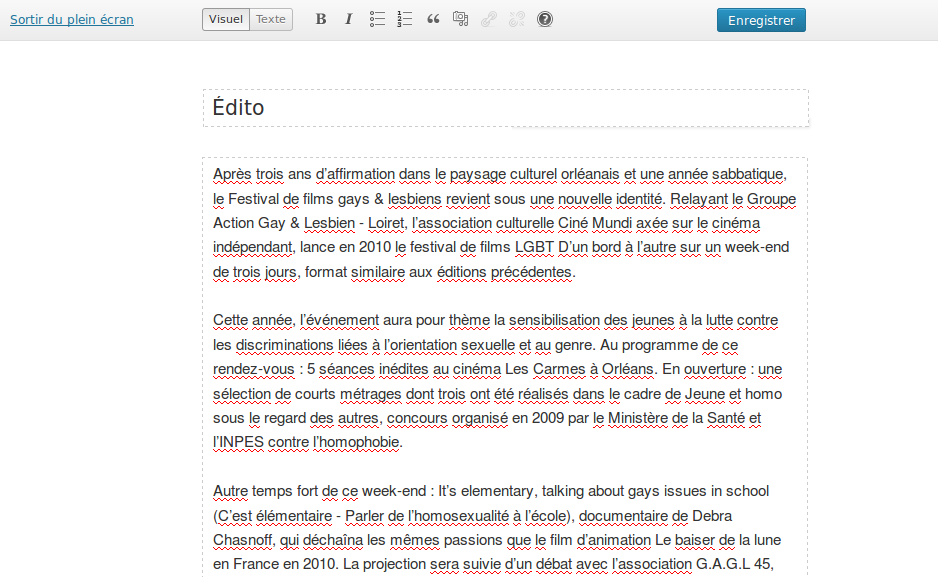 Sortir du plein écran Visuel Texte B I Enregistrer
Édito
Après trois ans d’affirmation dans le paysage culturel orléanais et une année sabbatique,
le Festival de films gays & lesbiens revient sous une nouvelle identité. Relayant le Groupe
Action Gay & Lesbien - Loiret, l’association culturelle Ciné Mundi axée sur le cinéma
indépendant, lance en 2010 le festival de films LGBT D’un bord à l’autre sur un week-end
de trois jours, format similaire aux éditions précédentes.
Cette année, l’événement aura pour thème la sensibilisation des jeunes à la lutte contre
les discriminations liées à l’orientation sexuelle et au genre. Au programme de ce
rendez-vous : 5 séances inédites au cinéma Les Carmes à Orléans. En ouverture : une
sélection de courts métrages dont trois ont été réalisés dans le cadre de Jeune et homo
sous le regard des autres, concours organisé en 2009 par le Ministère de la Santé et
l’INPES contre l’homophobie.
Autre temps fort de ce week-end : It’s elementary, talking about gays issues in school
(C’est élémentaire - Parler de l’homosexualité à l’école), documentaire de Debra
Chasnoff, qui déchaîna les mêmes passions que le film d’animation Le baiser de la lune
en France en 2010. La projection sera suivie d’un débat avec l’association G.A.G.L 45,